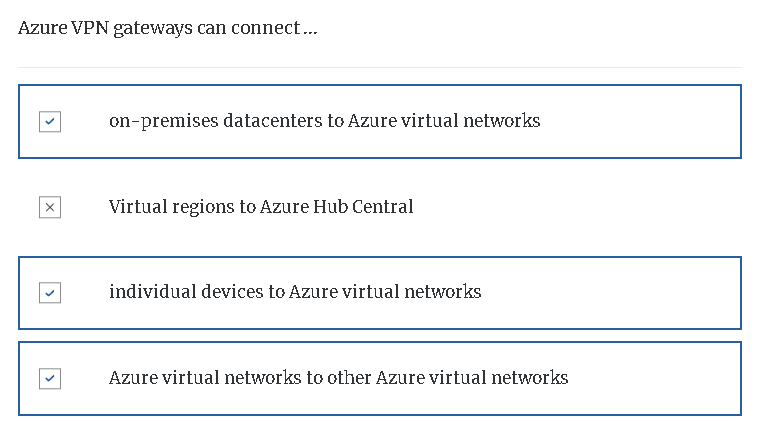 Azure VPN gateways can connect...
on-premises datacenters to Azure virtual networks
Virtual regions to Azure Hub Central
individual devices to Azure virtual networks
Azure virtual networks to other Azure virtual networks